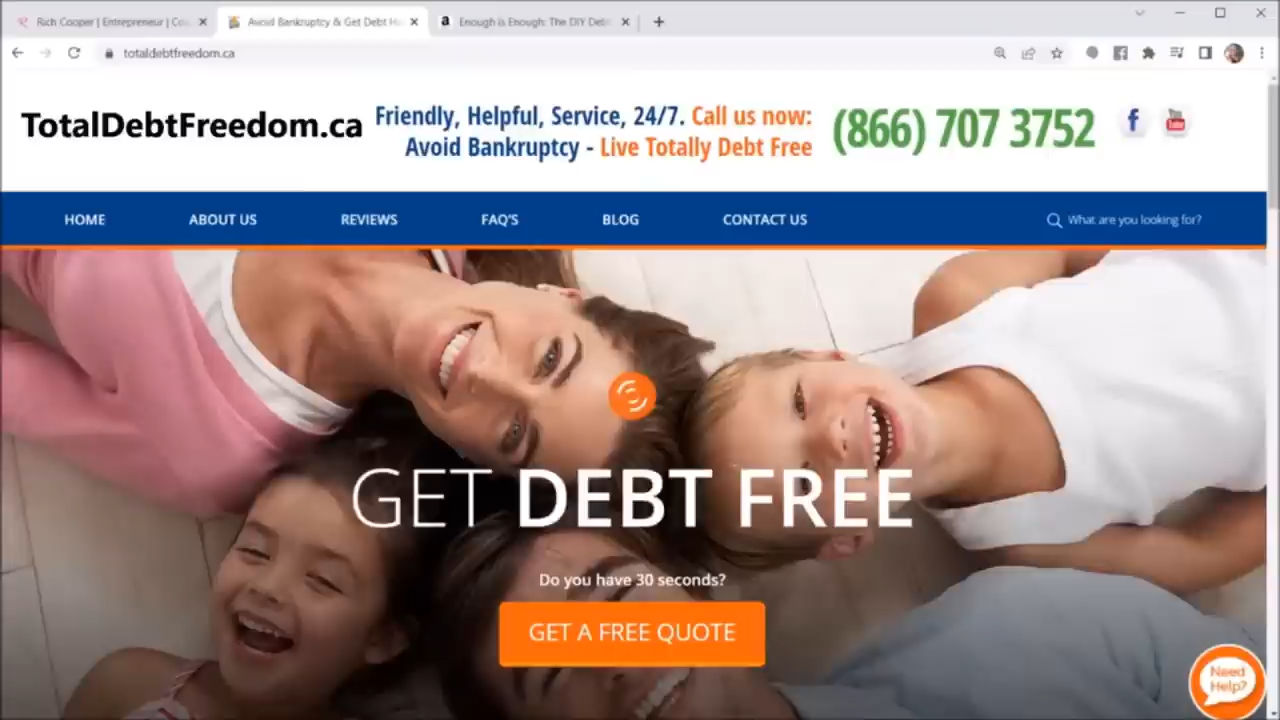 Rich Cooper | Entrepreneur | Co
Avoid Bankruptcy & Get Debt H
Enough is Enough: The DIY Deb
totaldebtfreedom.ca
TotalDebtFreedom.ca
Friendly, Helpful, Service, 24/7. Call us now:
Avoid Bankruptcy - Live Totally Debt Free
(866) 707 3752
HOME
ABOUT US
REVIEWS
FAQ'S
BLOG
CONTACT US
What are you looking for?
GET DEBT FREE
Do you have 30 seconds?
GET A FREE QUOTE
Need
Help?